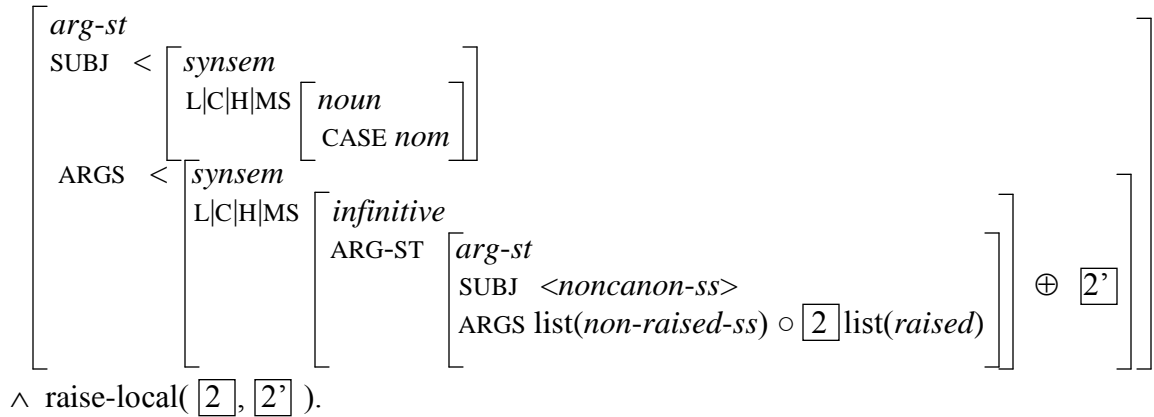 arg-st
SUBJ < synsem
L|C|H|MS noun
CASE nom
ARGS < synsem
L|C|H|MS infinitive
ARG-ST arg-st
SUBJ <noncanon-ss>
ARGS list(non-raised-ss) ○ 2 list(raised) ⊕ 2’
∧ raise-local( 2 , 2’ ).